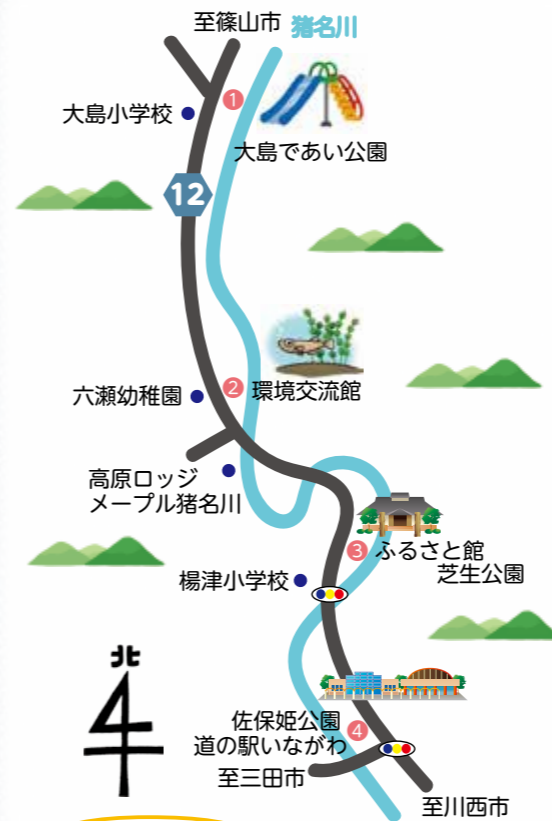 至篠山市
猪名川
大島小学校
1
大島であい公園
12
六瀬幼稚園
2
環境交流館
高原ロッジ
メープル猪名川
3
ふるさと館
芝生公園
楊津小学校
北
佐保姫公園
道の駅いながわ
4
至三田市
至川西市